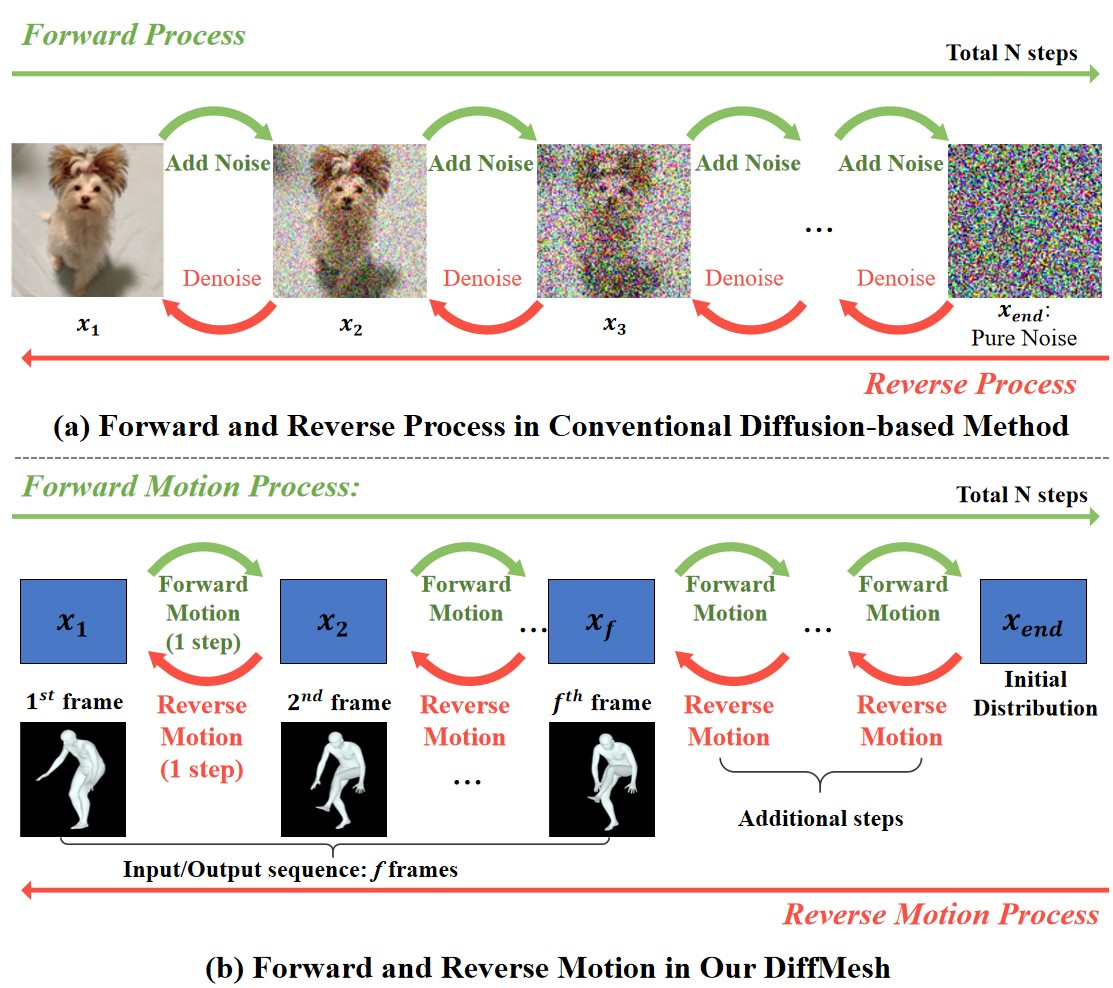 Forward Process
Total N steps
Add Noise
Add Noise
Add Noise
Add Noise
...
Denoise
Denoise
Denoise
Denoise
x₁
x₂
x₃
x_end:
Pure Noise
Reverse Process
(a) Forward and Reverse Process in Conventional Diffusion-based Method
Forward Motion Process:
Total N steps
Forward
Motion
(1 step)
Forward
Motion
Forward
Motion
Forward
Motion
x₁
x₂
...
x_f
...
x_end
Initial
Distribution
1st frame
2nd frame
fth frame
Reverse
Motion
(1 step)
Reverse
Motion
...
Reverse
Motion
Reverse
Motion
Additional steps
Input/Output sequence: f frames
Reverse Motion Process
(b) Forward and Reverse Motion in Our DiffMesh